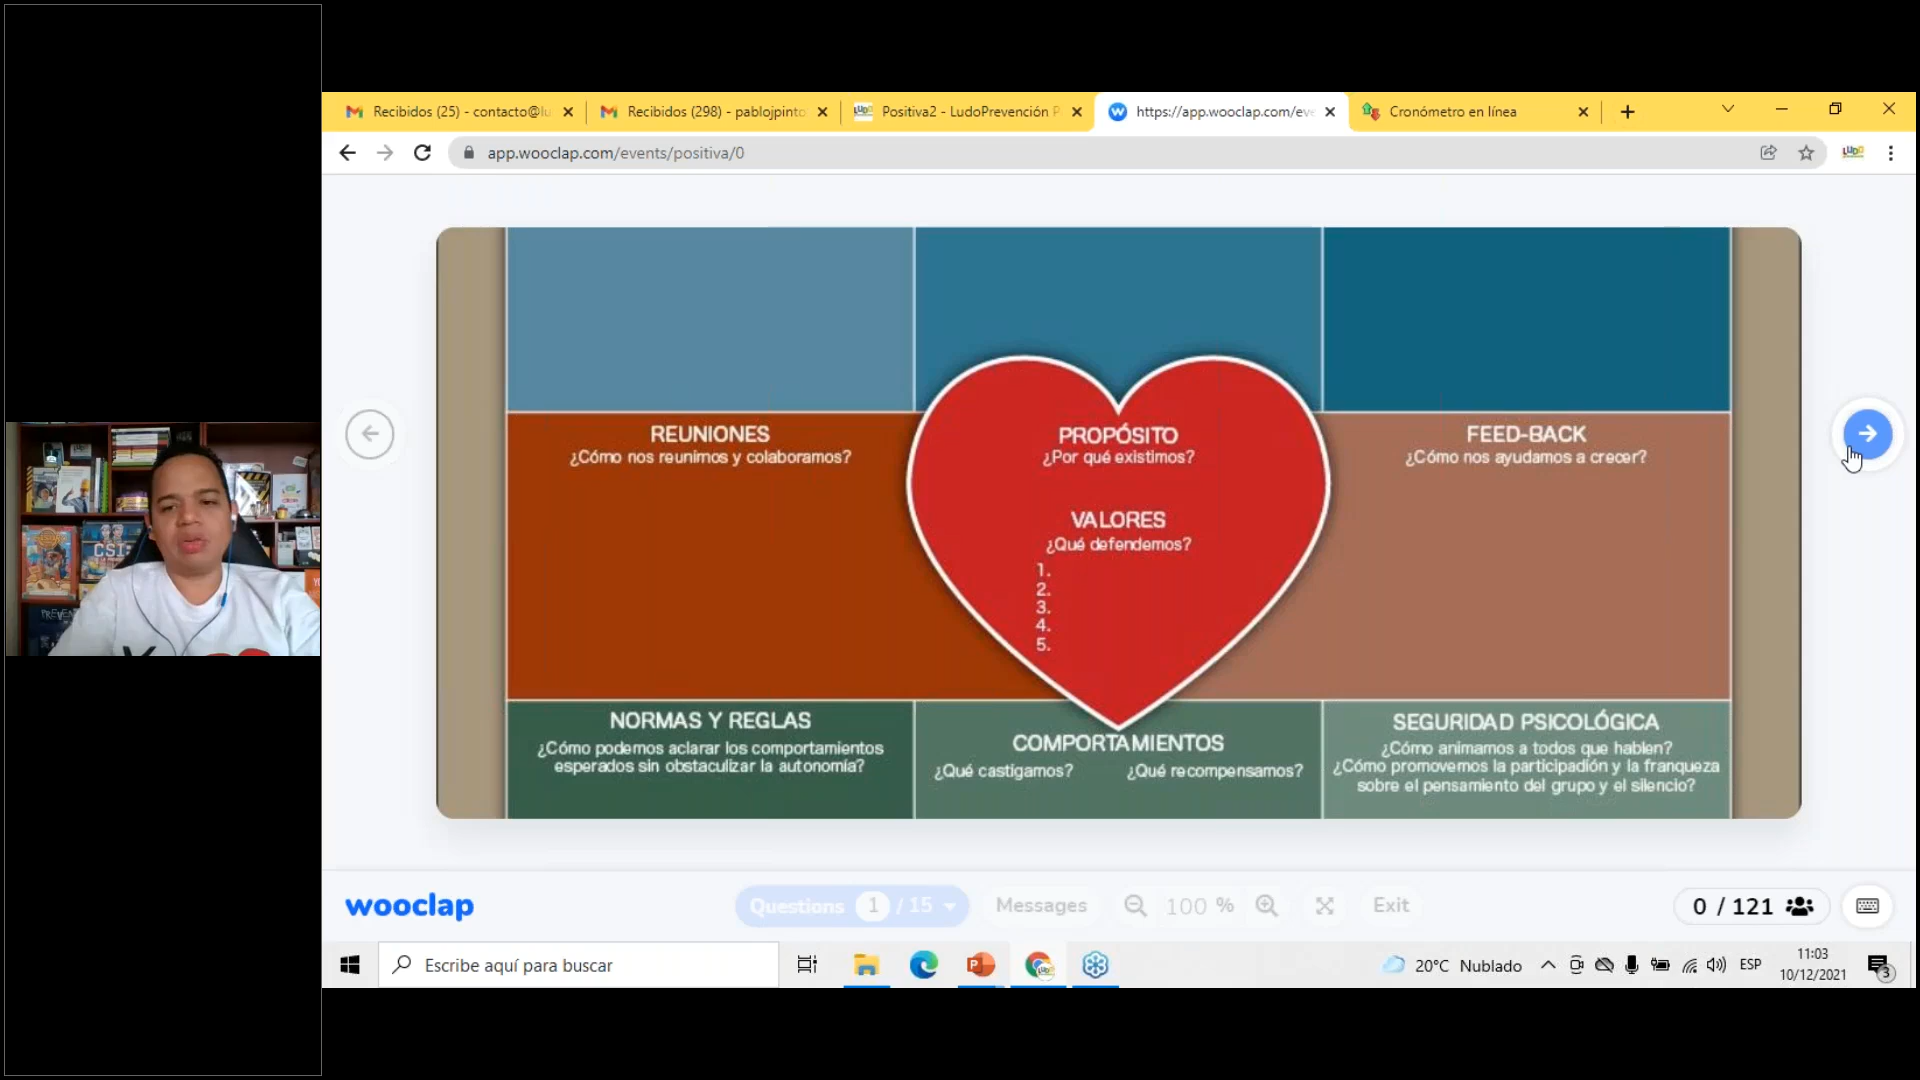 Recibidos (25) - contacto@lu
Recibidos (298) - pablojpinto
Positiva2 - LudoPrevención P
https://app.wooclap.com/eve
Cronómetro en línea
app.wooclap.com/events/positiva/0
REUNIONES
¿Cómo nos reunimos y colaboramos?
PROPÓSITO
¿Por qué existimos?
VALORES
¿Qué defendemos?
1.
2.
3.
4.
5.
FEED-BACK
¿Cómo nos ayudamos a crecer?
NORMAS Y REGLAS
¿Cómo podemos aclarar los comportamientos
esperados sin obstaculizar la autonomía?
COMPORTAMIENTOS
¿Qué castigamos? ¿Qué recompensamos?
SEGURIDAD PSICOLÓGICA
¿Cómo animamos a todos que hablen?
¿Cómo promovemos la participadión y la franqueza
sobre el pensamiento del grupo y el silencio?
CSI
wooclap
Questions 1 / 15
Messages
100 %
Exit
0 / 121
Escribe aquí para buscar
20°C Nublado
ESP
11:03
10/12/2021
3